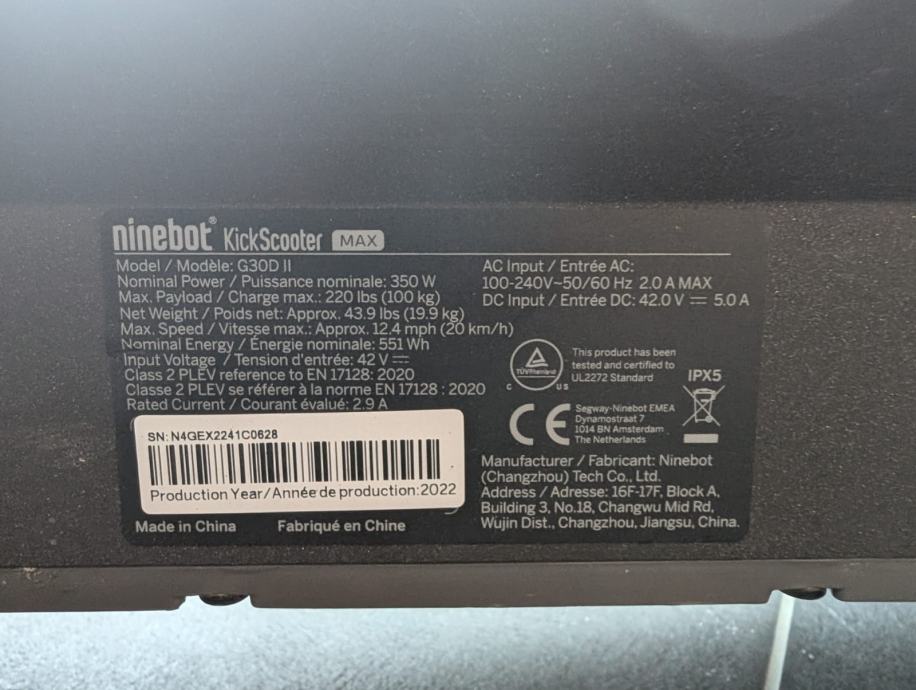 ninebot® KickScooter MAX
Model / Modèle: G30D II
Nominal Power / Puissance nominale: 350 W
Max. Payload / Charge max.: 220 lbs (100 kg)
Net Weight / Poids net: Approx. 43.9 lbs (19.9 kg)
Max. Speed / Vitesse max.: Approx. 12.4 mph (20 km/h)
Nominal Energy / Énergie nominale: 551 Wh
Input Voltage / Tension d'entrée: 42 V ⎓
Class 2 PLEV reference to EN 17128: 2020
Classe 2 PLEV se référer à la norme EN 17128 : 2020
Rated Current / Courant évalué: 2.9 A
SN: N4GEX2241C0628
Production Year/Année de production:2022
Made in China Fabriqué en Chine
AC Input / Entrée AC:
100-240V~50/60 Hz 2.0 A MAX
DC Input / Entrée DC: 42.0 V ⎓ 5.0 A
TÜVRheinland
C US
This product has been
tested and certified to
UL2272 Standard
IPX5
CE
Segway-Ninebot EMEA
Dynamostraat 7
1014 BN Amsterdam
The Netherlands
Manufacturer / Fabricant: Ninebot
(Changzhou) Tech Co., Ltd.
Address / Adresse: 16F-17F, Block A,
Building 3, No.18, Changwu Mid Rd,
Wujin Dist., Changzhou, Jiangsu, China.